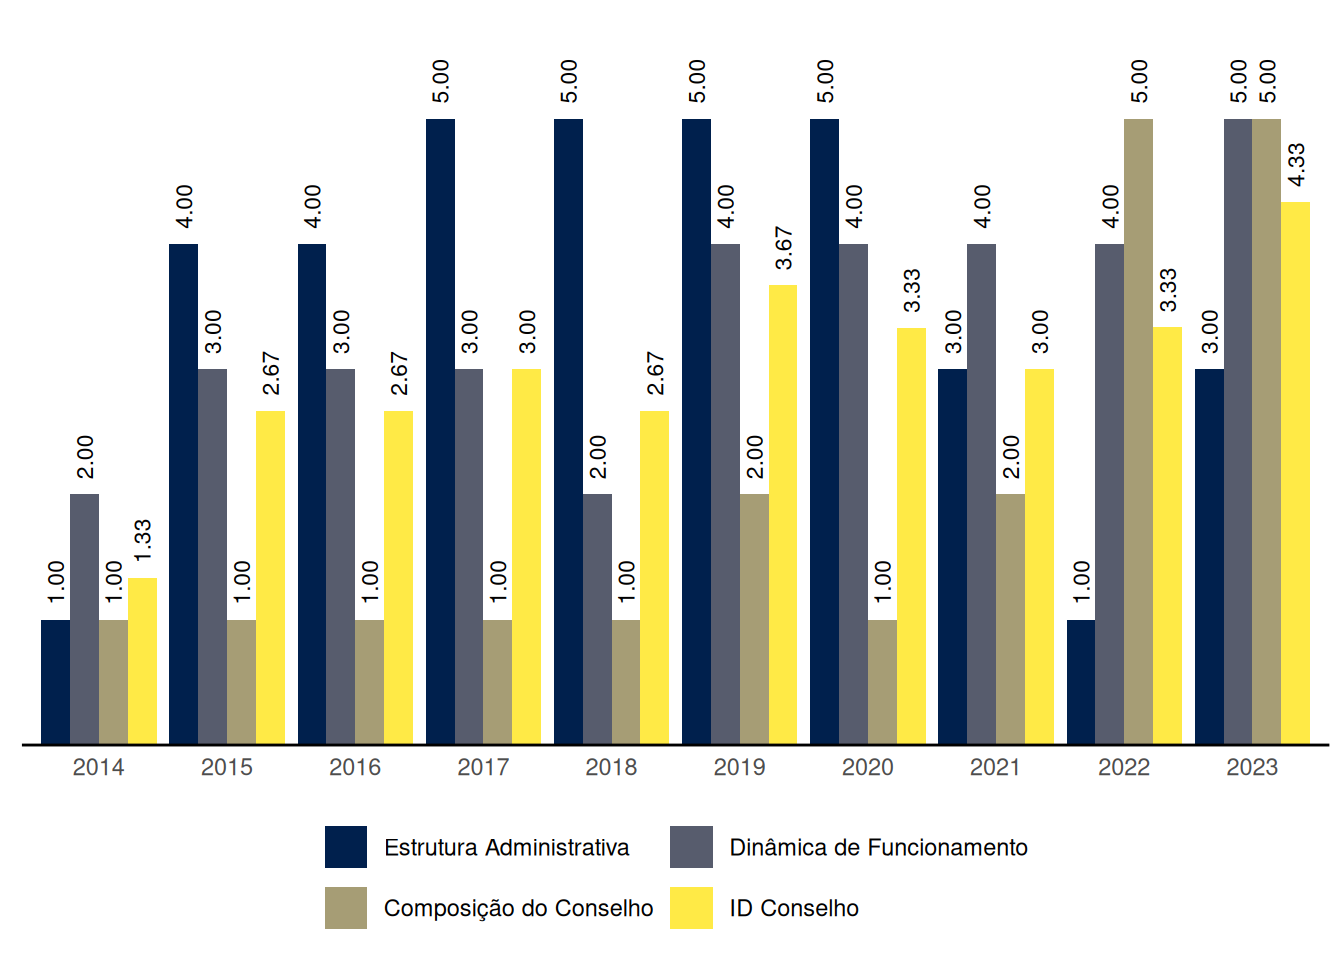 1.00 2.00 1.00 1.33
4.00 3.00 1.00 2.67
4.00 3.00 1.00 2.67
5.00 3.00 1.00 3.00
5.00 2.00 1.00 2.67
5.00 4.00 2.00 3.67
5.00 4.00 1.00 3.33
3.00 4.00 2.00 3.00
1.00 4.00 5.00 3.33
3.00 5.00 5.00 4.33
2014 2015 2016 2017 2018 2019 2020 2021 2022 2023
Estrutura Administrativa Dinâmica de Funcionamento
Composição do Conselho ID Conselho